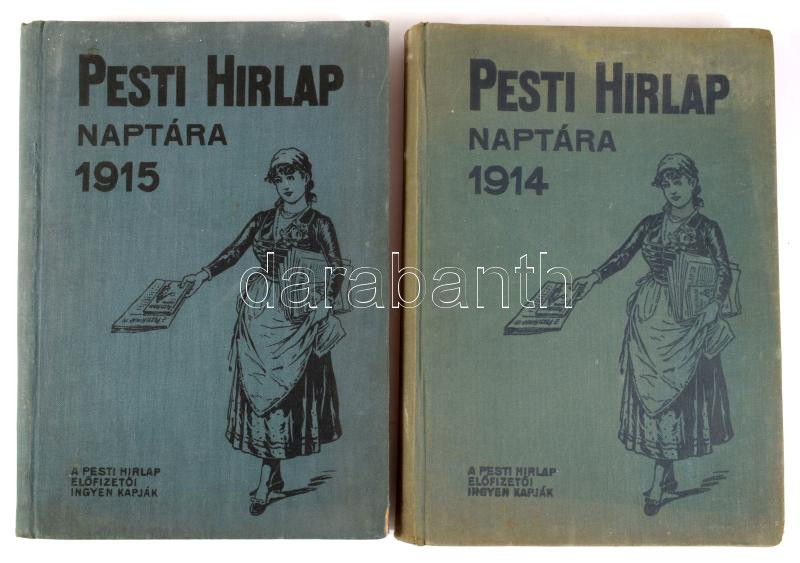 PESTI HIRLAP
NAPTÁRA
1915
A PESTI HIRLAP
ELŐFIZETŐI
INGYEN KAPJÁK
PESTI HIRLAP
NAPTÁRA
1914
A PESTI HIRLAP
ELŐFIZETŐI
INGYEN KAPJÁK
darabanth